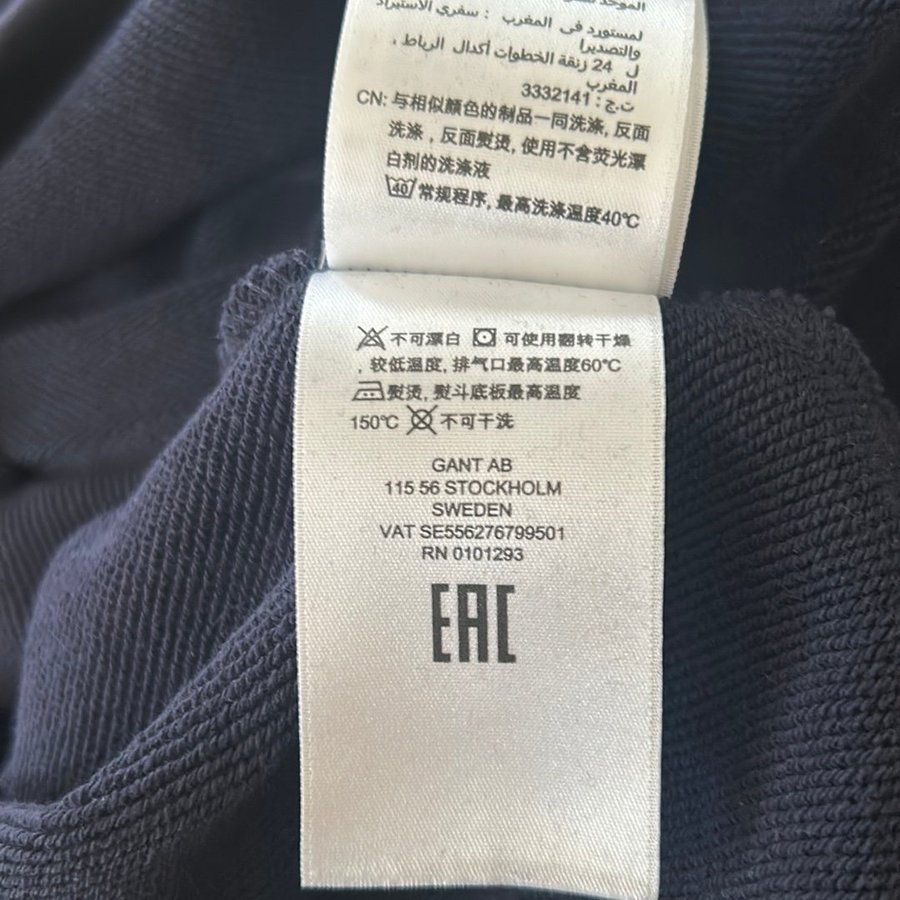 الموحد
لمستورد في المغرب : سفري الاستيراد
والتصدير|
ل 24 زنقة الخطوات أكدال الرباط ،
المغرب
ت.ج : 3332141
CN: 与相似颜色的制品一同洗涤, 反面
洗涤，反面熨烫, 使用不含荧光漂
白剂的洗涤液
40 常规程序, 最高洗涤温度40℃
不可漂白 可使用翻转干燥
, 较低温度, 排气口最高温度60℃
熨烫, 熨斗底板最高温度
150℃ 不可干洗
GANT AB
115 56 STOCKHOLM
SWEDEN
VAT SE556276799501
RN 0101293
EAC